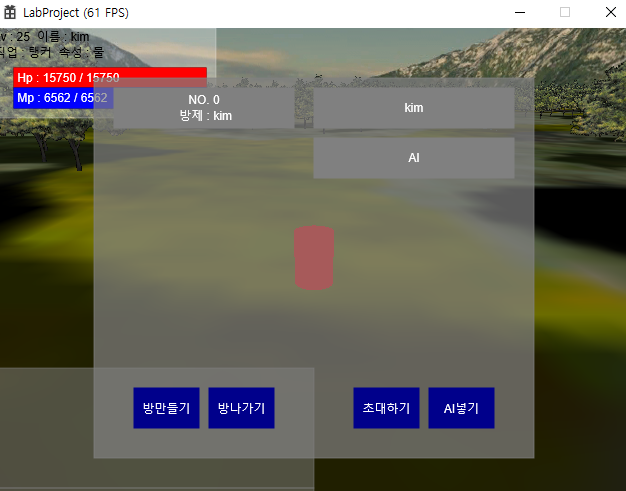 LabProject (61 FPS)
v : 25 이름 : kim
직업 : 탱커 속성 : 물
Hp : 15750 / 15750
Mp : 6562 / 6562
NO. 0
방제 : kim
kim
AI
방만들기
방나가기
초대하기
AI넣기